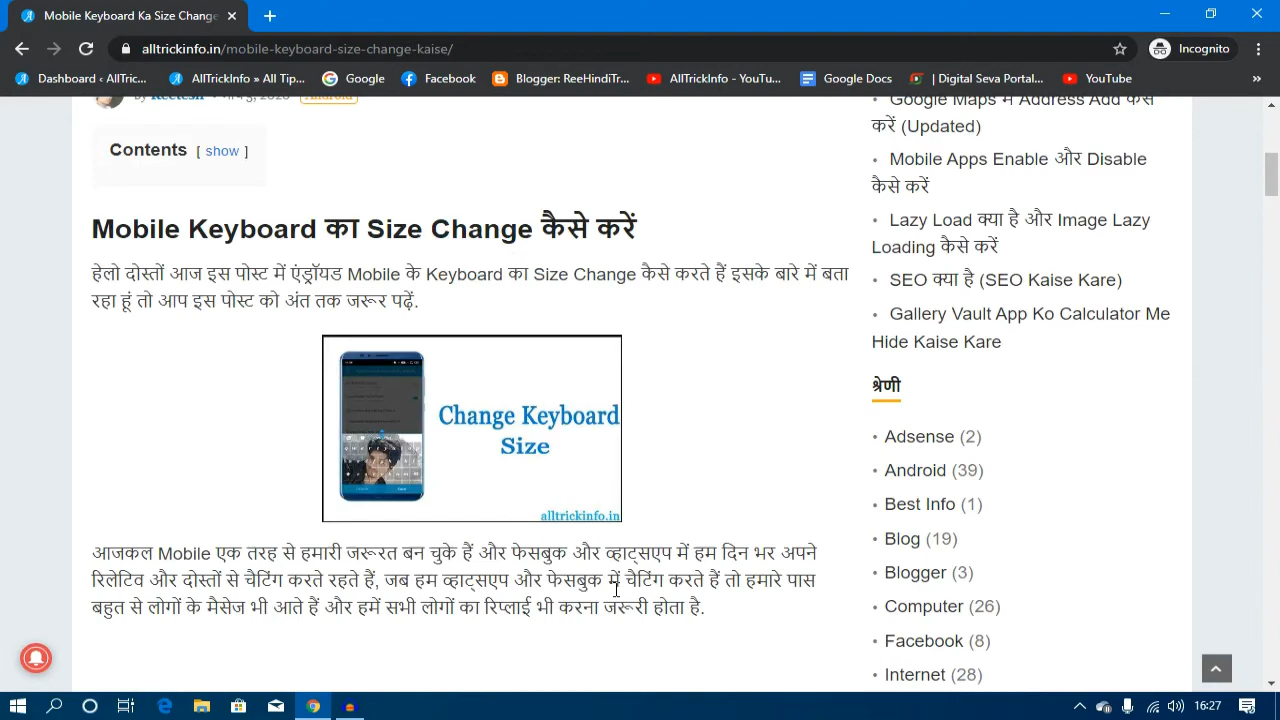 Mobile Keyboard Ka Size Change
alltrickinfo.in/mobile-keyboard-size-change-kaise/
Incognito
Dashboard ‹ AllTric...
AllTrickInfo » All Tip...
Google
Facebook
Blogger: ReeHindiTr...
AllTrickInfo - YouTu...
Google Docs
| Digital Seva Portal...
YouTube
»
by Reetesh
Android
Contents [ show ]
Mobile Keyboard का Size Change कैसे करें
हेलो दोस्तों आज इस पोस्ट में एंड्रॉयड Mobile के Keyboard का Size Change कैसे करते हैं इसके बारे में बता
रहा हूं तो आप इस पोस्ट को अंत तक जरूर पढ़ें.
Change Keyboard
Size
alltrickinfo.in
आजकल Mobile एक तरह से हमारी जरूरत बन चुके हैं और फेसबुक और व्हाट्सएप में हम दिन भर अपने
रिलेटिव और दोस्तों से चैटिंग करते रहते हैं, जब हम व्हाट्सएप और फेसबुक में चैटिंग करते हैं तो हमारे पास
बहुत से लोगों के मैसेज भी आते हैं और हमें सभी लोगों का रिप्लाई भी करना जरूरी होता है.
Google Maps में Address Add कैसे
करें (Updated)
• Mobile Apps Enable और Disable
कैसे करें
• Lazy Load क्या है और Image Lazy
Loading कैसे करें
• SEO क्या है (SEO Kaise Kare)
• Gallery Vault App Ko Calculator Me
Hide Kaise Kare
श्रेणी
• Adsense (2)
• Android (39)
• Best Info (1)
• Blog (19)
• Blogger (3)
• Computer (26)
• Facebook (8)
• Internet (28)
16:27